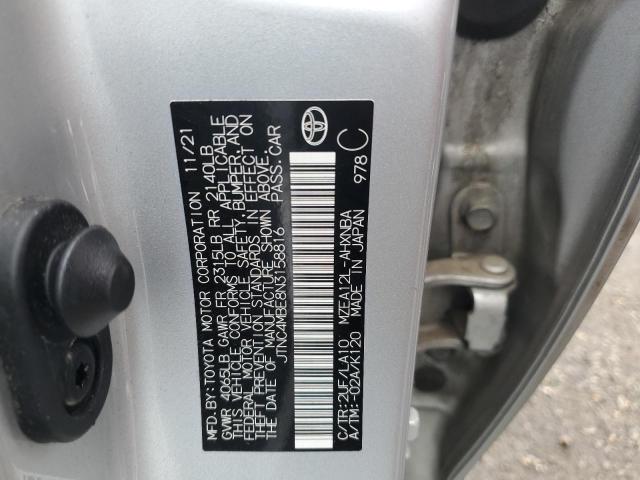 MFD.BY:TOYOTA MOTOR CORPORATION 11/21
GVWR 4065LB GAWR FR 2315LB RR 2140LB
THIS VEHICLE CONFORMS TO ALL APPLICABLE
FEDERAL MOTOR VEHICLE SAFETY, BUMPER, AND
THEFT PREVENTION STANDARDS IN EFFECT ON
THE DATE OF MANUFACTURE SHOWN ABOVE.
JTNC4MBE8N3158816 PASS.CAR
C/TR:2UF/LA10 MZEA12L-AHXNBA 978 C
A/TM:-02A/K120 MADE IN JAPAN